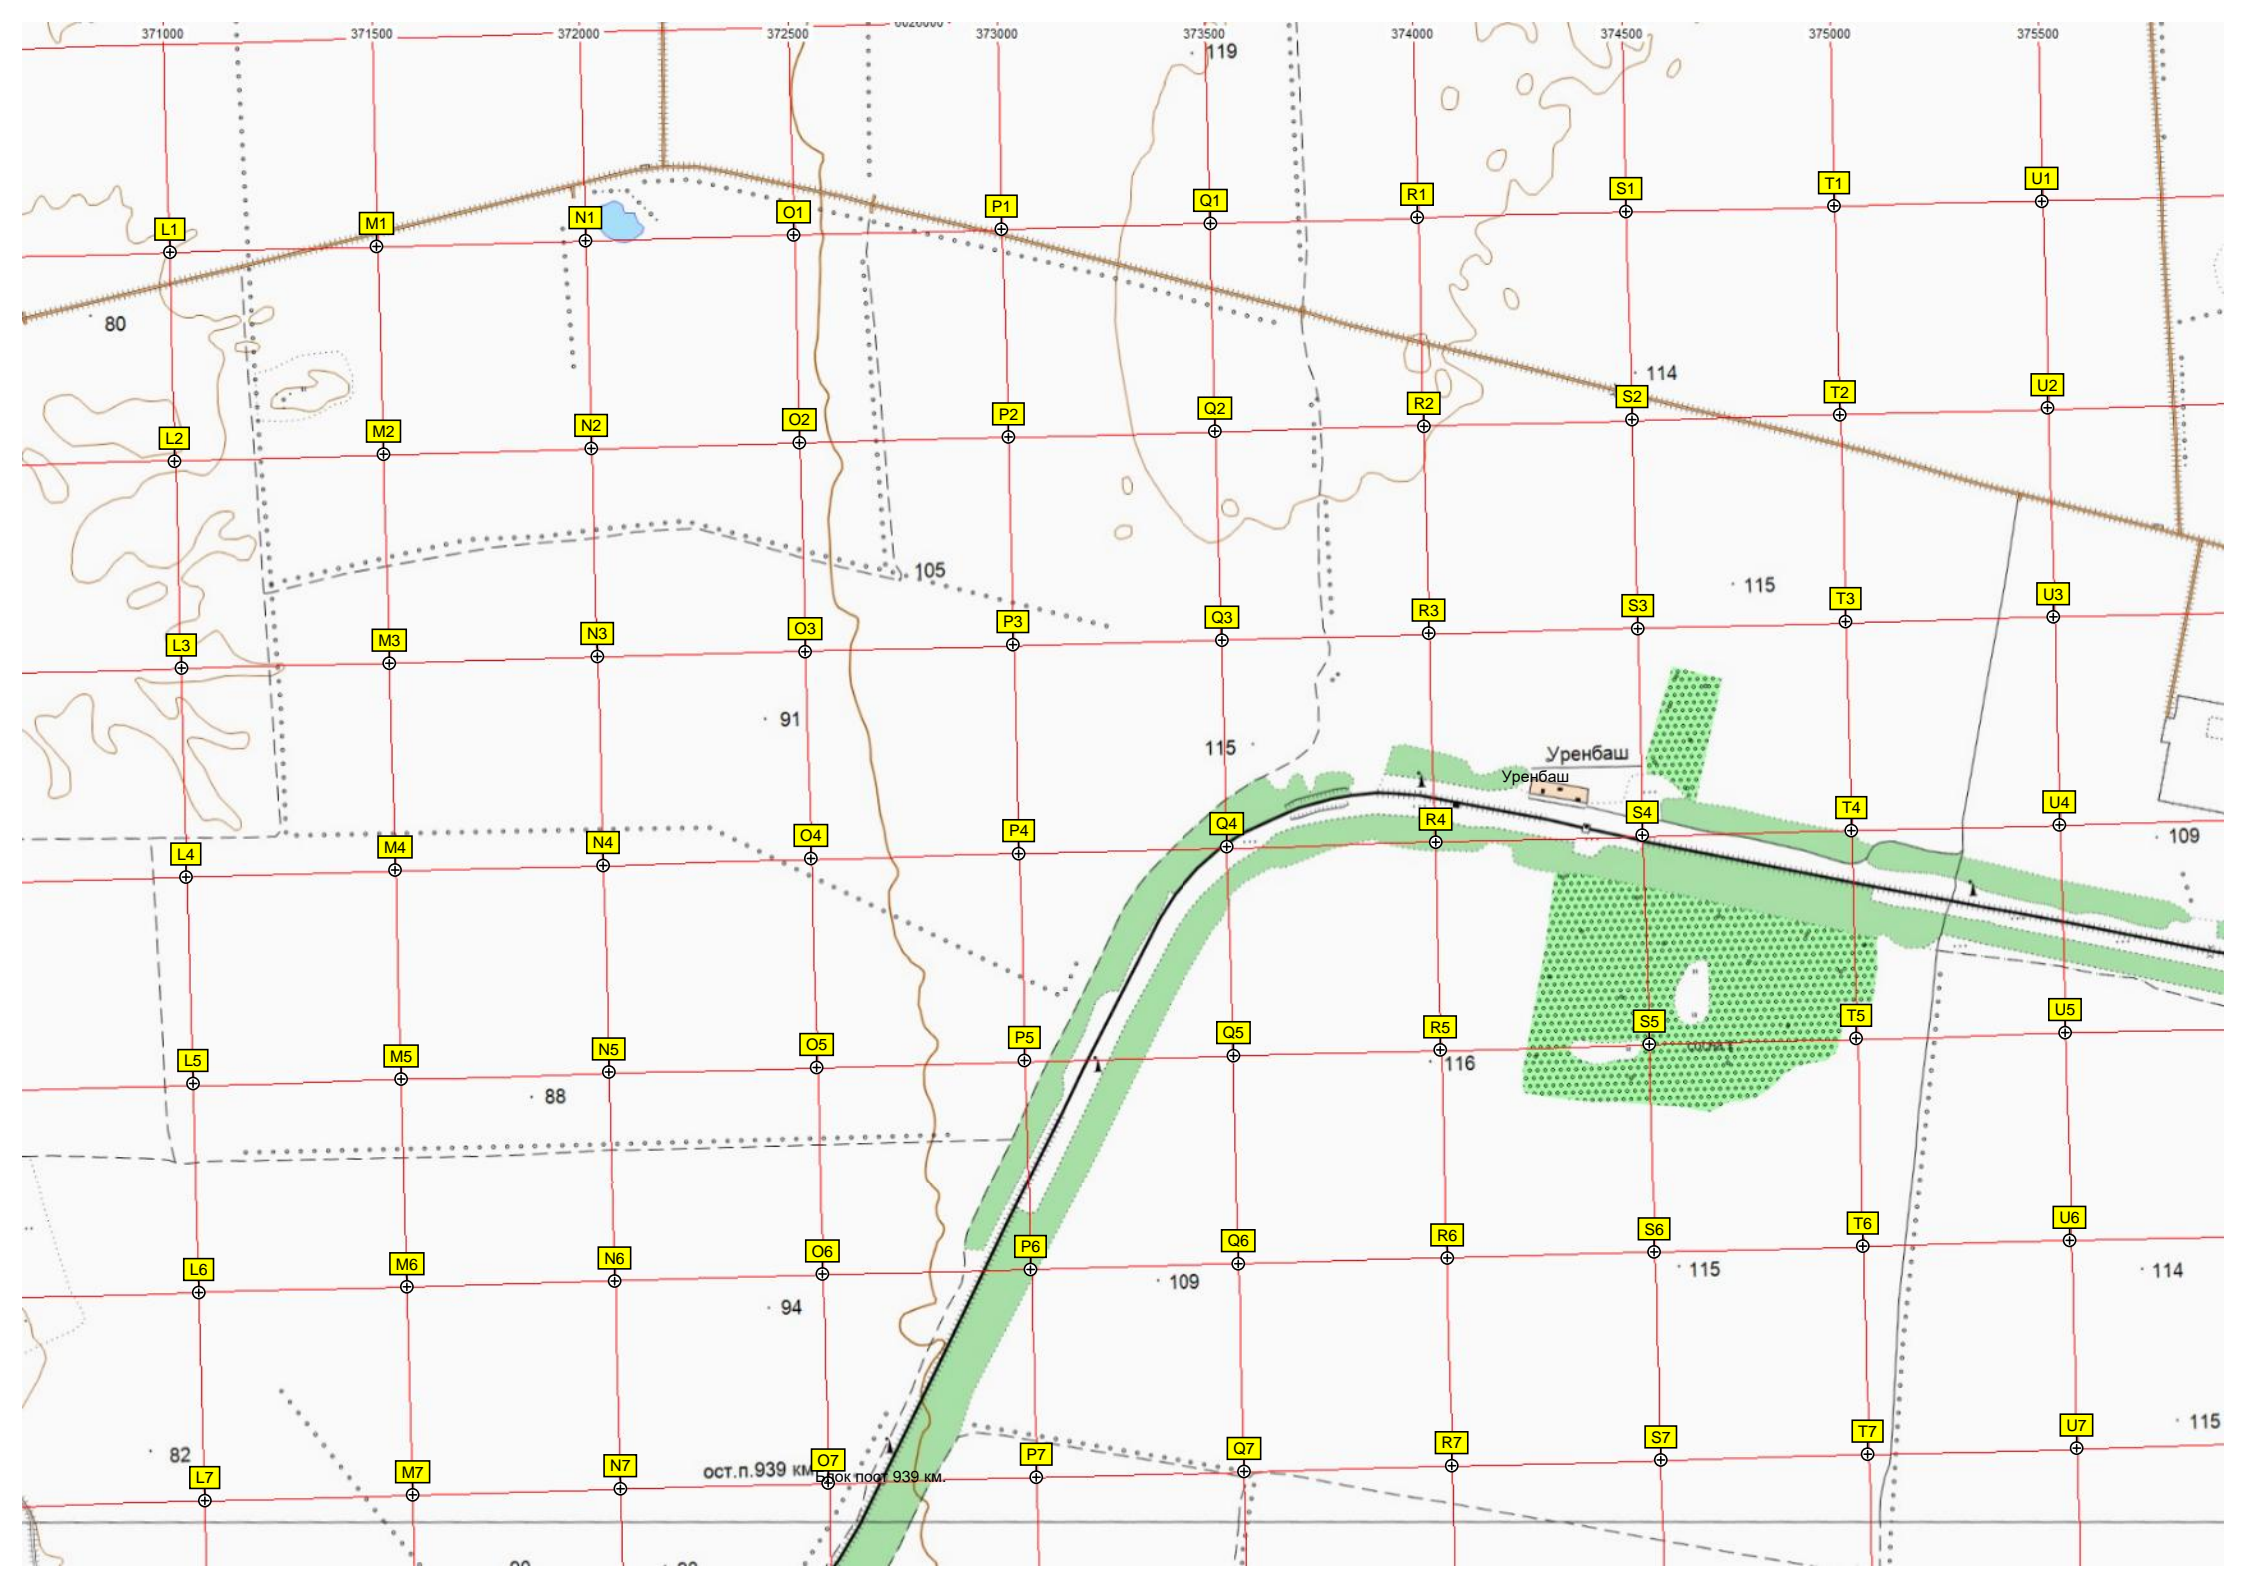 6026000
371000 371500 372000 372500 373000 373500 374000 374500 375000 375500
119
L1 M1 N1 O1 P1 Q1 R1 S1 T1 U1
80
114
L2 M2 N2 O2 P2 Q2 R2 S2 T2 U2
105
115
L3 M3 N3 O3 P3 Q3 R3 S3 T3 U3
91
115
Уренбаш
Уренбаш
L4 M4 N4 O4 P4 Q4 R4 S4 T4 U4
109
L5 M5 N5 O5 P5 Q5 R5 S5 T5 U5
116
88
L6 M6 N6 O6 P6 Q6 R6 S6 T6 U6
109
115
114
94
115
82
L7 M7 N7 O7 P7 Q7 R7 S7 T7 U7
ост.п.939 км
Блок пост 939 км.